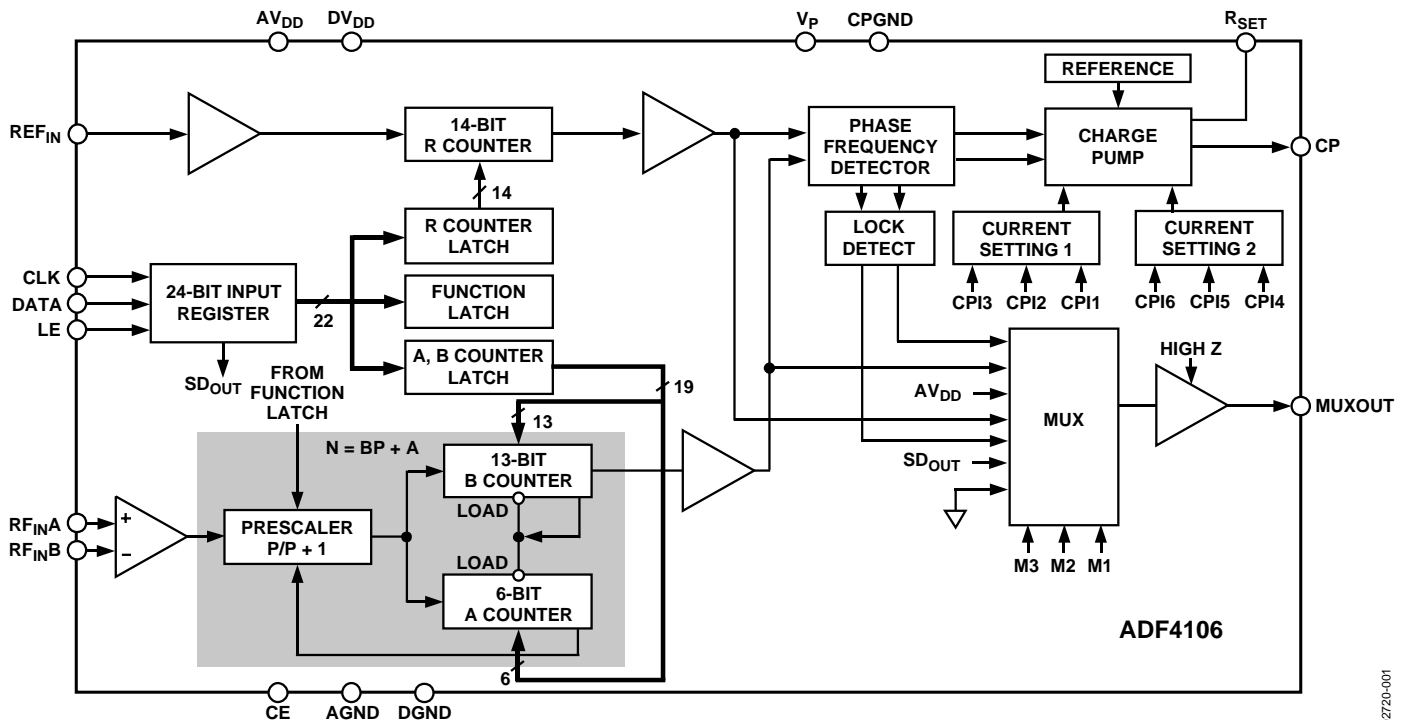 AVDD DVDD VP CPGND RSET
REFERENCE
REFIN
14-BIT
R COUNTER
PHASE
FREQUENCY
DETECTOR
CHARGE
PUMP
CP
14
R COUNTER
LATCH
LOCK
DETECT
CURRENT
SETTING 1
CURRENT
SETTING 2
CPI3 CPI2 CPI1
CPI6 CPI5 CPI4
CLK
DATA
LE
24-BIT INPUT
REGISTER
22
FUNCTION
LATCH
A, B COUNTER
LATCH
SDOUT
FROM
FUNCTION
LATCH
19
13
HIGH Z
AVDD
MUX
MUXOUT
SDOUT
N = BP + A
13-BIT
B COUNTER
LOAD
RFINA
RFINB
+
–
PRESCALER
P/P + 1
LOAD
6-BIT
A COUNTER
6
M3 M2 M1
ADF4106
CE AGND DGND
2720-001